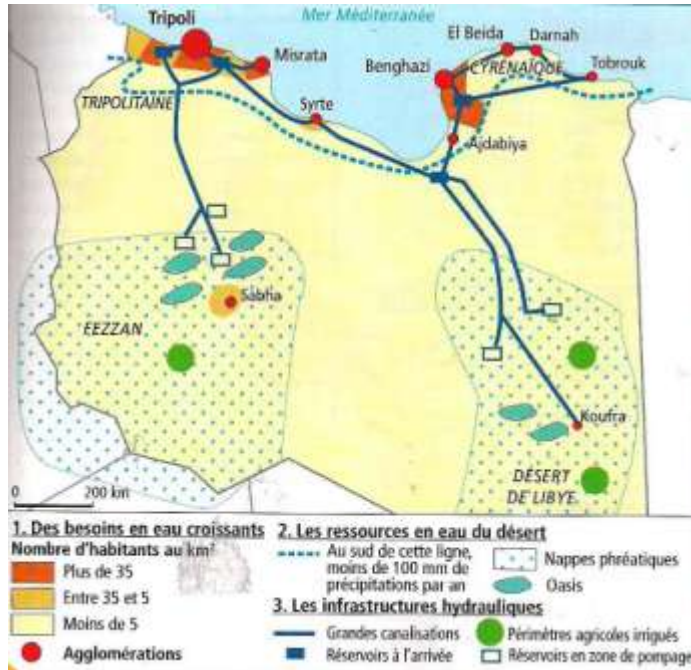 Mer Méditerranée
Tripoli
Misrata
TRIPOLITAINE
Syrte
El Beida
Darnah
Benghazi
CYRÉNAÏQUE
Tobrouk
Ajdabiya
Sabha
EEZZAN
Koufra
DÉSERT
DE LIBYE
0 200 km
1. Des besoins en eau croissants
Nombre d'habitants au km²
Plus de 35
Entre 35 et 5
Moins de 5
Agglomérations
2. Les ressources en eau du désert
Au sud de cette ligne,
moins de 100 mm de
précipitations par an
Nappes phréatiques
Oasis
3. Les infrastructures hydrauliques
Grandes canalisations
Réservoirs à l'arrivée
Périmètres agricoles irrigués
Réservoirs en zone de pompage